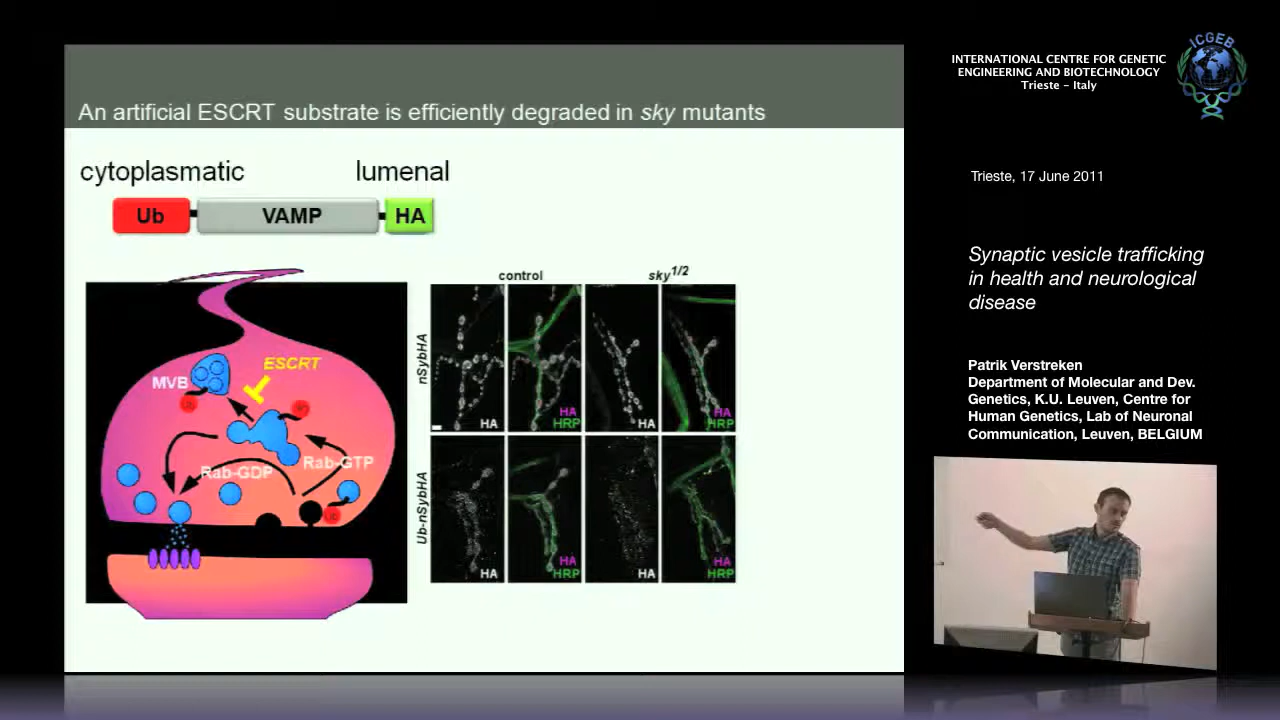 An artificial ESCRT substrate is efficiently degraded in sky mutants
cytoplasmatic
lumenal
Ub
VAMP
HA
ESCRT
MVB
Ub
Rab-GDP
Rab-GTP
Ub
control
sky1/2
nSybHA
HA
HA
HRP
HA
HA
HRP
Ub-nSybHA
HA
HA
HRP
HA
HA
HRP
INTERNATIONAL CENTRE FOR GENETIC
ENGINEERING AND BIOTECHNOLOGY
Trieste - Italy
ICGEB
Trieste, 17 June 2011
Synaptic vesicle trafficking
in health and neurological
disease
Patrik Verstreken
Department of Molecular and Dev.
Genetics, K.U. Leuven, Centre for
Human Genetics, Lab of Neuronal
Communication, Leuven, BELGIUM